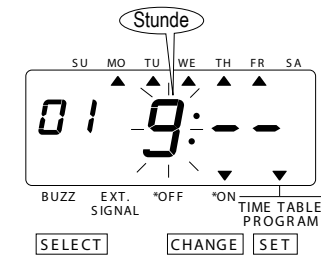 Stunde
SU MO TU WE TH FR SA
01 9:--
BUZZ EXT. SIGNAL *OFF *ON TIME TABLE PROGRAM
SELECT CHANGE SET